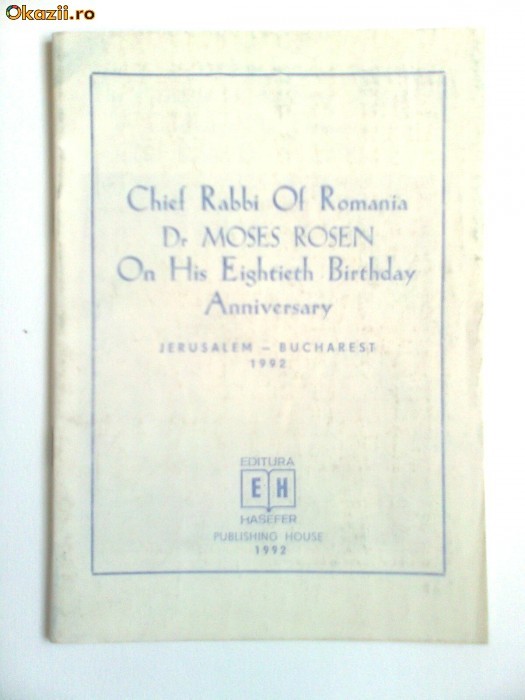 Okazii.ro
Chief Rabbi Of Romania
Dr MOSES ROSEN
On His Eightieth Birthday
Anniversary
JERUSALEM – BUCHAREST
1992
EDITURA
E H
HASEFER
PUBLISHING HOUSE
1992